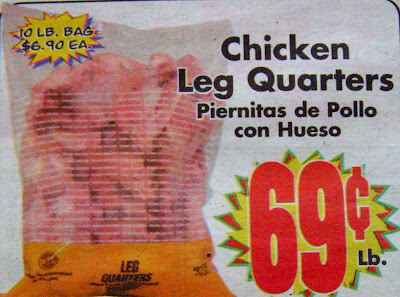 10 LB. BAG
$6.90 EA.
Chicken
Leg Quarters
Piernitas de Pollo
con Hueso
69¢
Lb.
LEG
QUARTERS